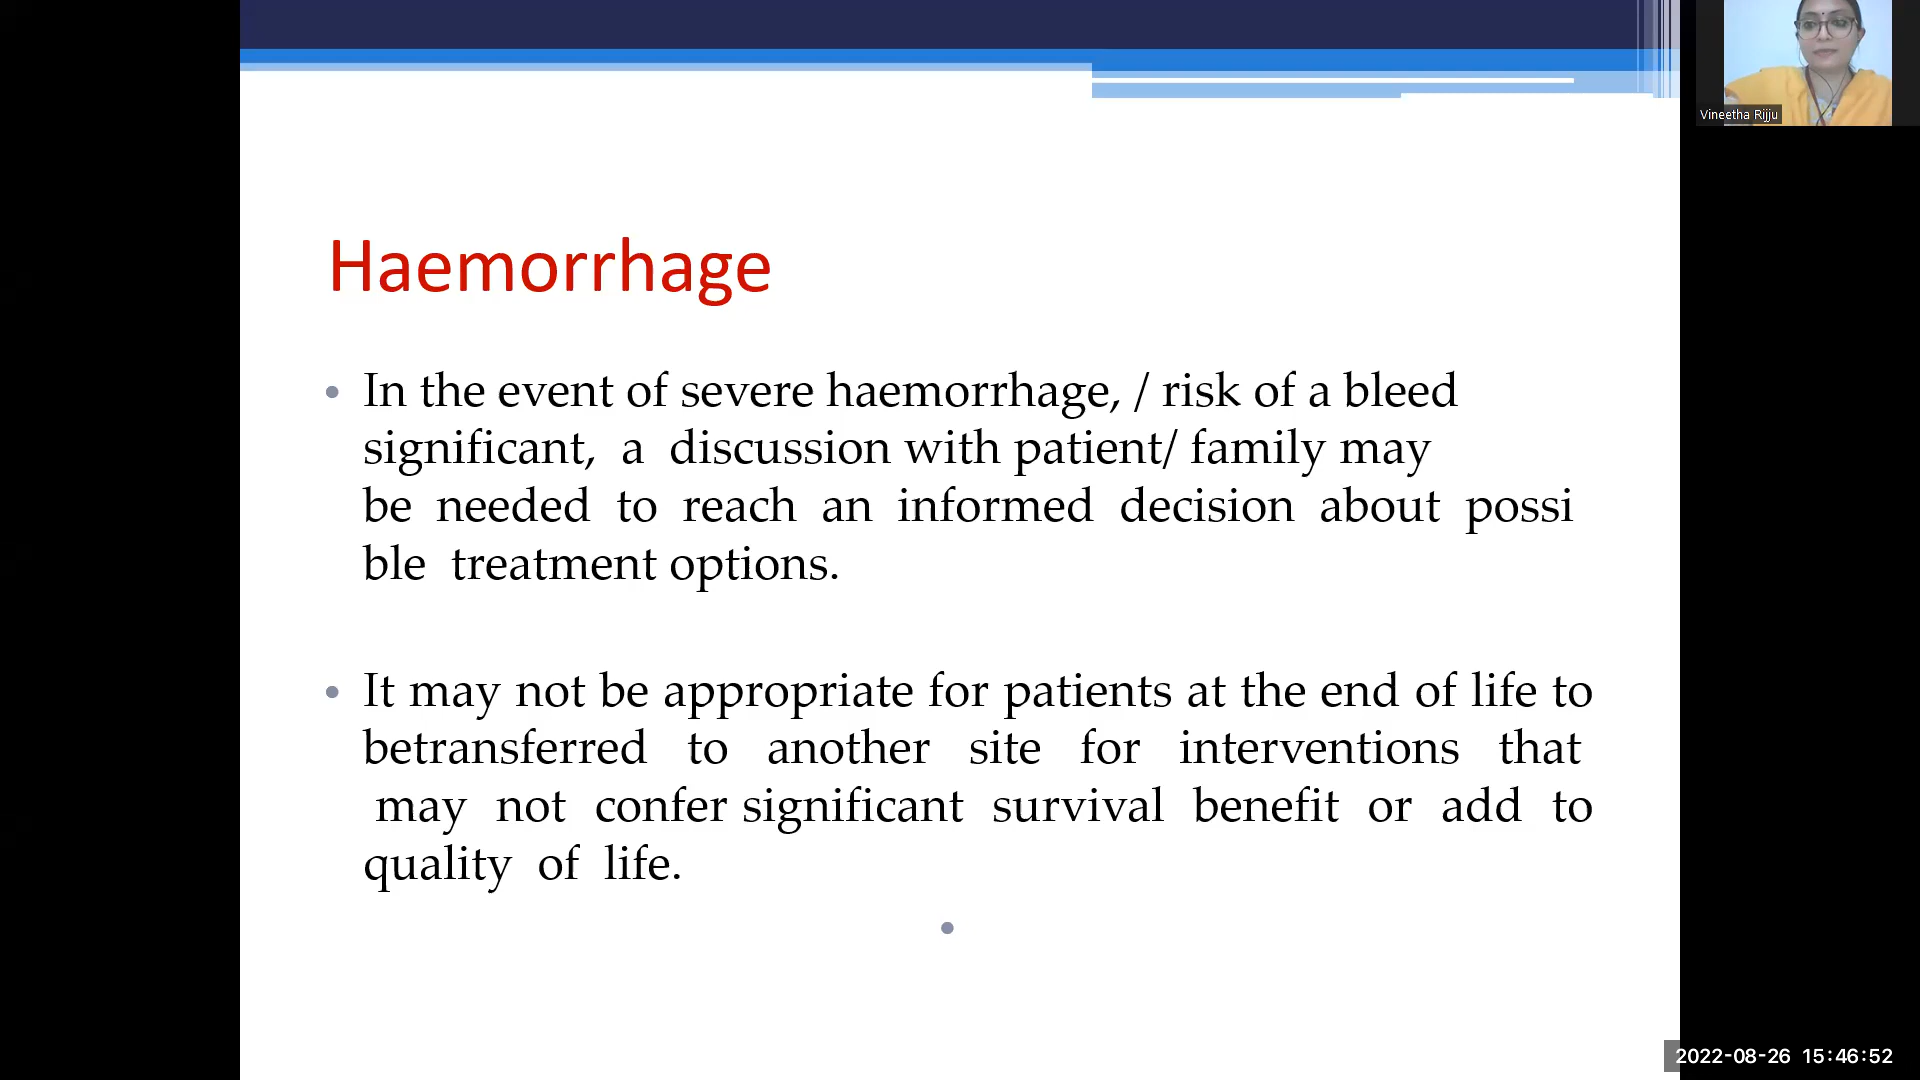 Vineetha Rijju
Haemorrhage
• In the event of severe haemorrhage, / risk of a bleed
significant, a discussion with patient/ family may
be needed to reach an informed decision about possi
ble treatment options.
• It may not be appropriate for patients at the end of life to
betransferred to another site for interventions that
may not confer significant survival benefit or add to
quality of life.
•
2022-08-26 15:46:52